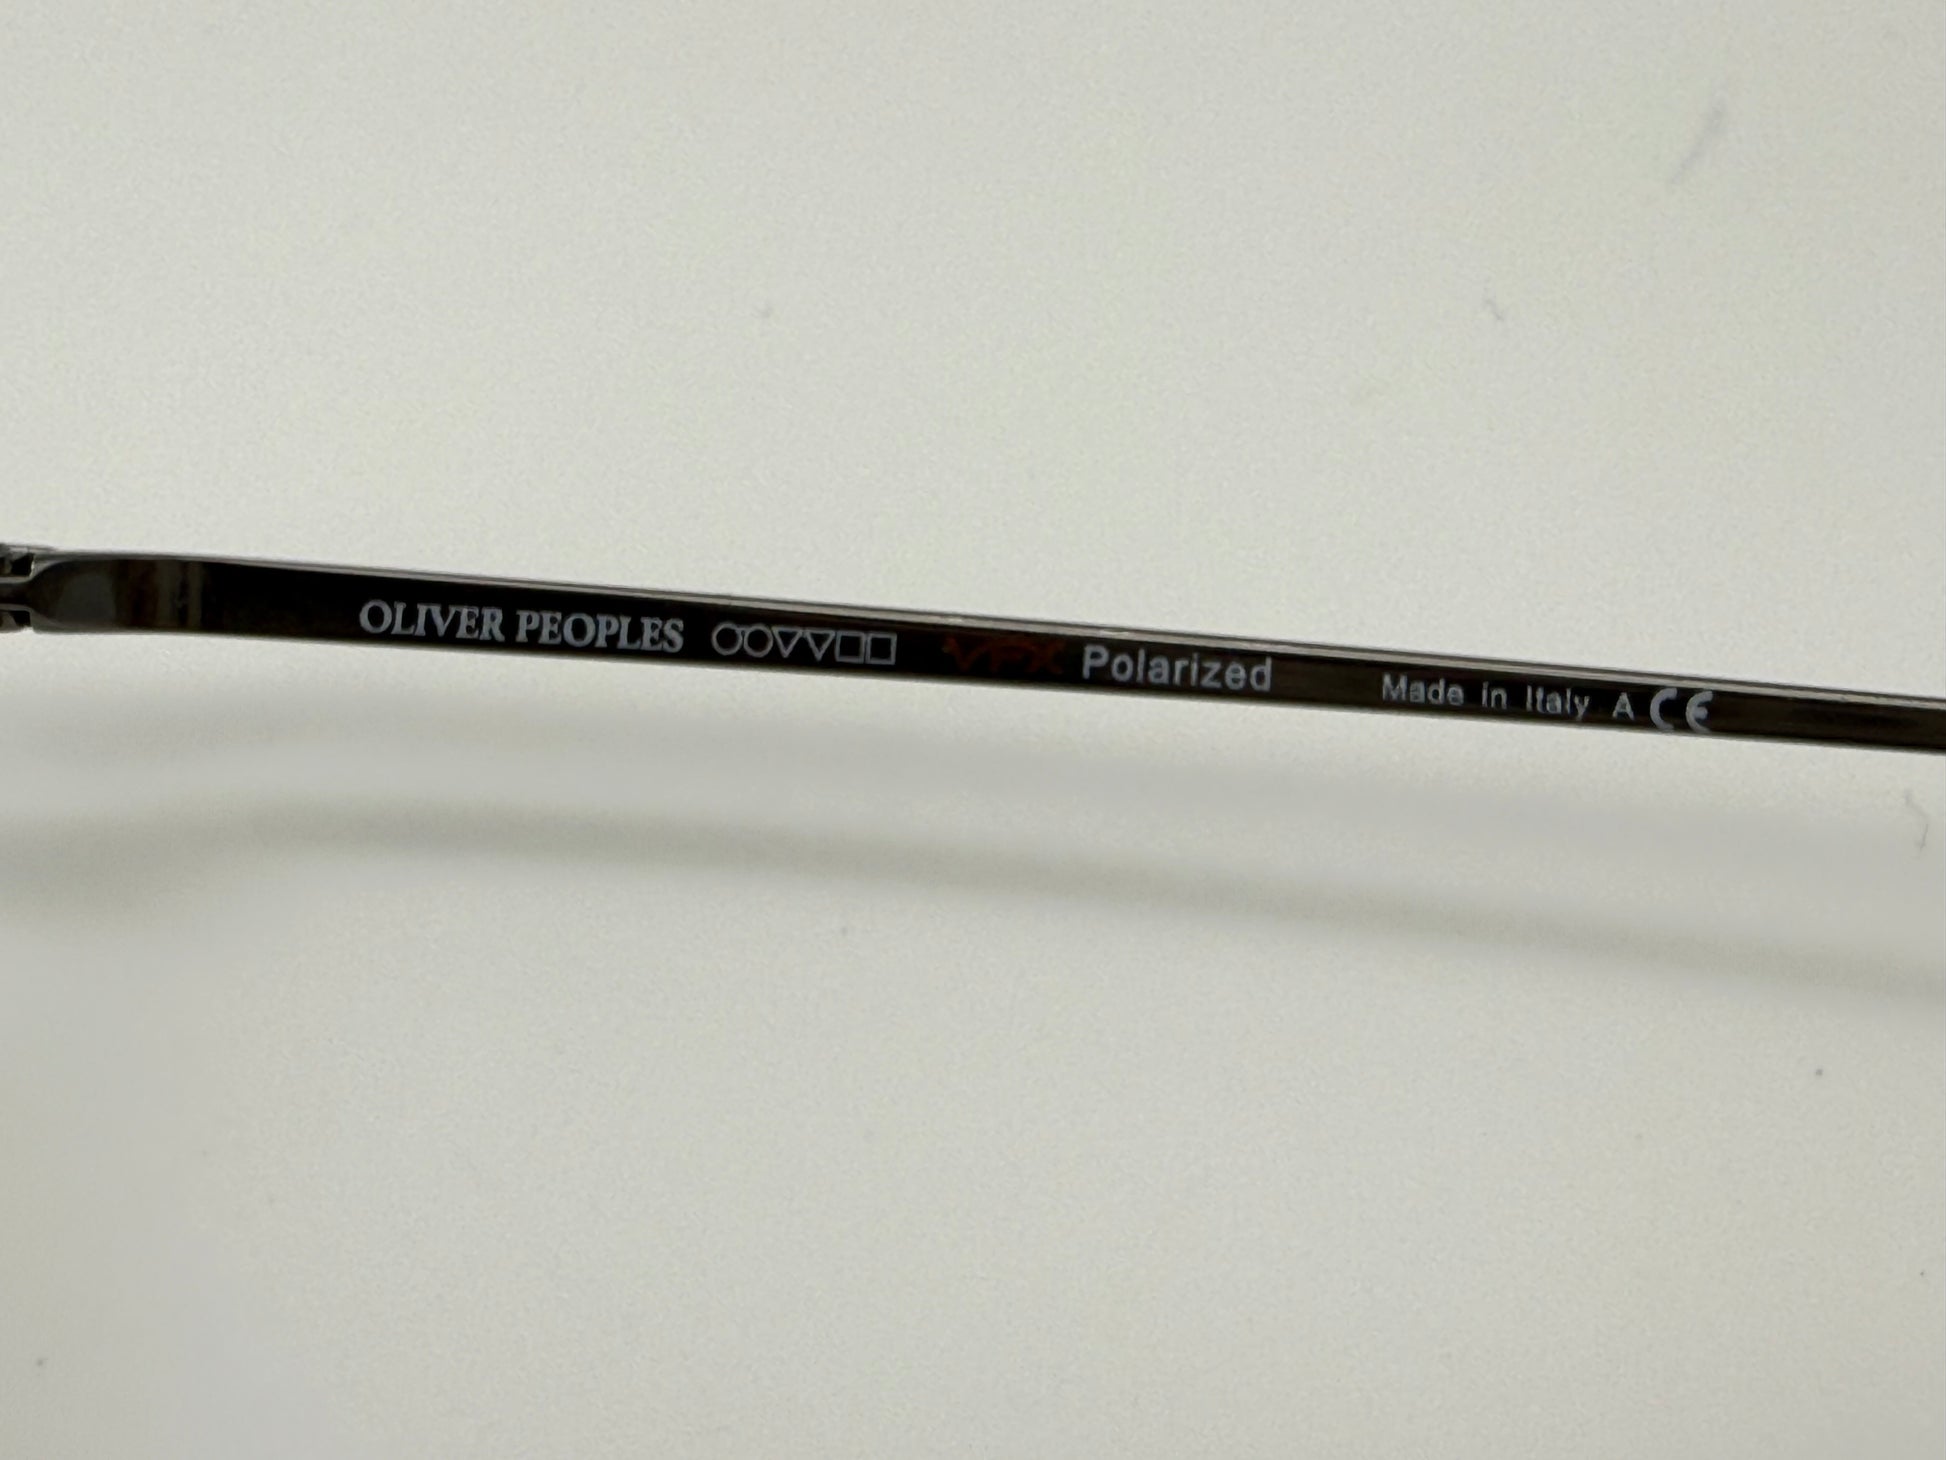 OLIVER PEOPLES VFX Polarized Made in Italy A CE